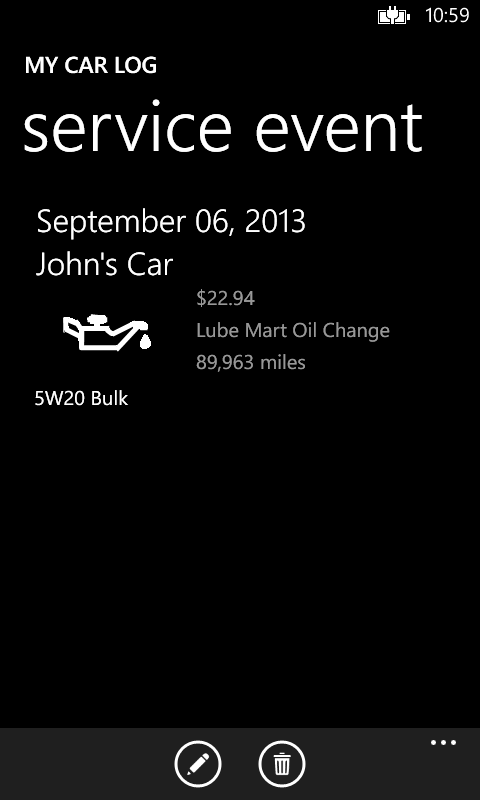 10:59
MY CAR LOG
service event
September 06, 2013
John's Car
$22.94
Lube Mart Oil Change
89,963 miles
5W20 Bulk